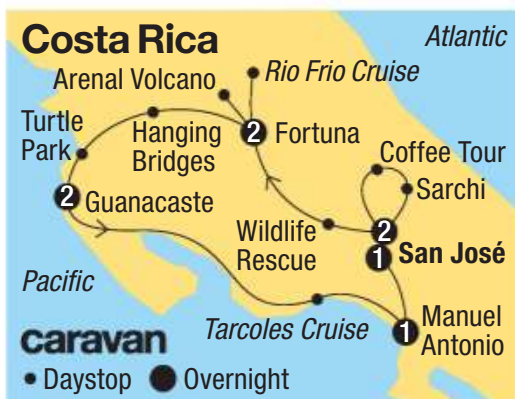 Costa Rica
Atlantic
Arenal Volcano
Rio Frio Cruise
Turtle
Park
Hanging
Bridges
2 Fortuna
Coffee Tour
Sarchi
2 Guanacaste
Wildlife
Rescue
2
1 San José
Pacific
Tarcoles Cruise
1 Manuel
Antonio
caravan
Daystop Overnight